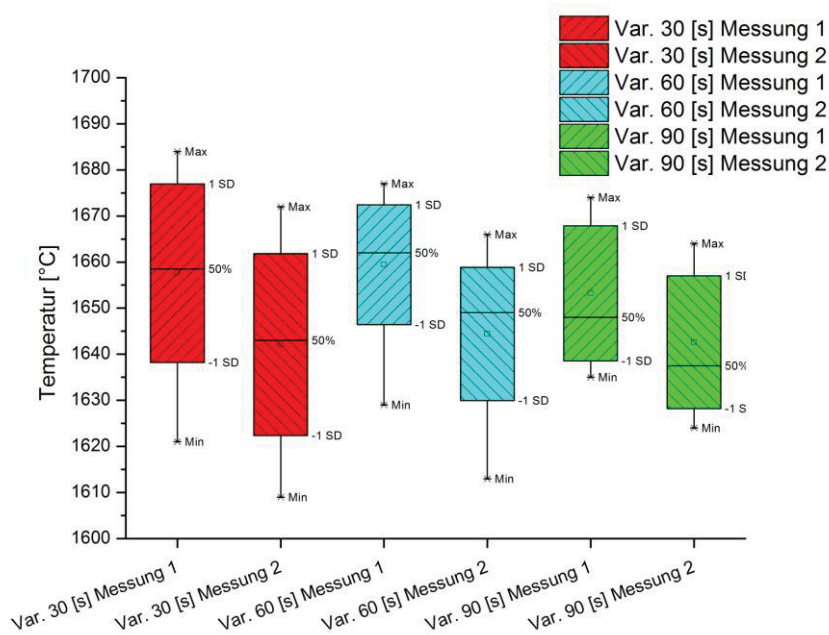 Var. 30 [s] Messung 1
Var. 30 [s] Messung 2
Var. 60 [s] Messung 1
Var. 60 [s] Messung 2
Var. 90 [s] Messung 1
Var. 90 [s] Messung 2
Temperatur [°C]
1700
1690
1680
1670
1660
1650
1640
1630
1620
1610
1600
Max
1 SD
50%
-1 SD
Min
Max
1 SD
50%
-1 SD
Min
Max
1 SD
50%
-1 SD
Min
Max
1 SD
50%
-1 SD
Min
Max
1 SD
50%
-1 SD
Min
Max
1 SD
50%
-1 S
Min
Var. 30 [s] Messung 1
Var. 30 [s] Messung 2
Var. 60 [s] Messung 1
Var. 60 [s] Messung 2
Var. 90 [s] Messung 1
Var. 90 [s] Messung 2